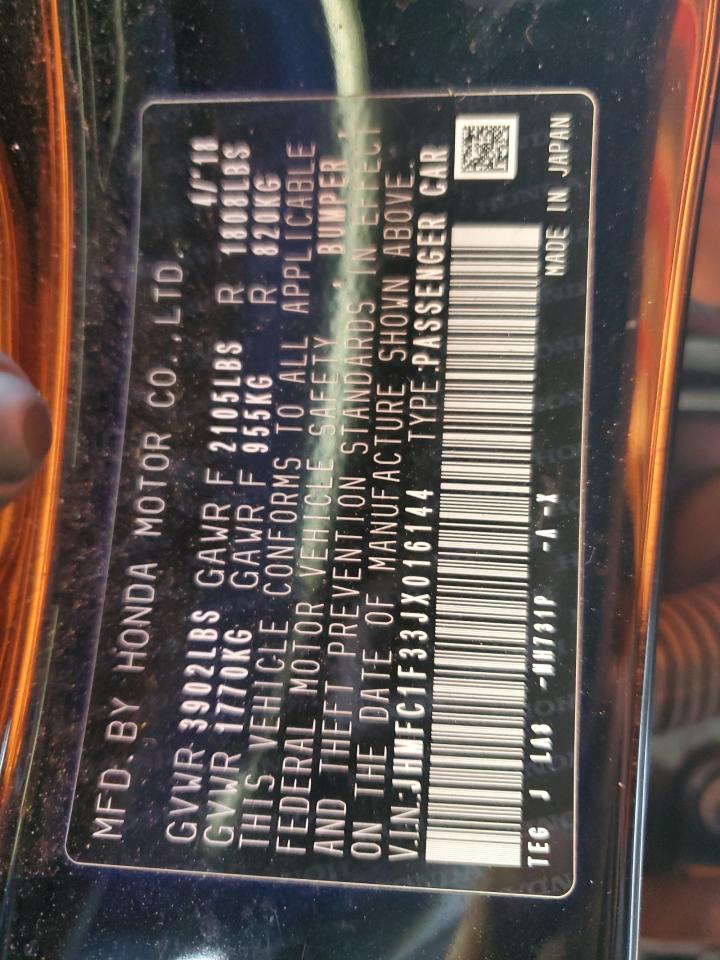 MFD. BY HONDA MOTOR CO., LTD. 4/'18
GVWR 3902LBS GAWR F 2105LBS R 1808LBS
GVWR 1770KG GAWR F 955KG R 820KG
THIS VEHICLE CONFORMS TO ALL APPLICABLE
FEDERAL MOTOR VEHICLE SAFETY, BUMPER,
AND THEFT PREVENTION STANDARDS IN EFFECT
ON THE DATE OF MANUFACTURE SHOWN ABOVE.
V.I.N.:JHMFC1F33JX016144 TYPE:PASSENGER CAR
TEG J LA8 -NH731P -A -X MADE IN JAPAN